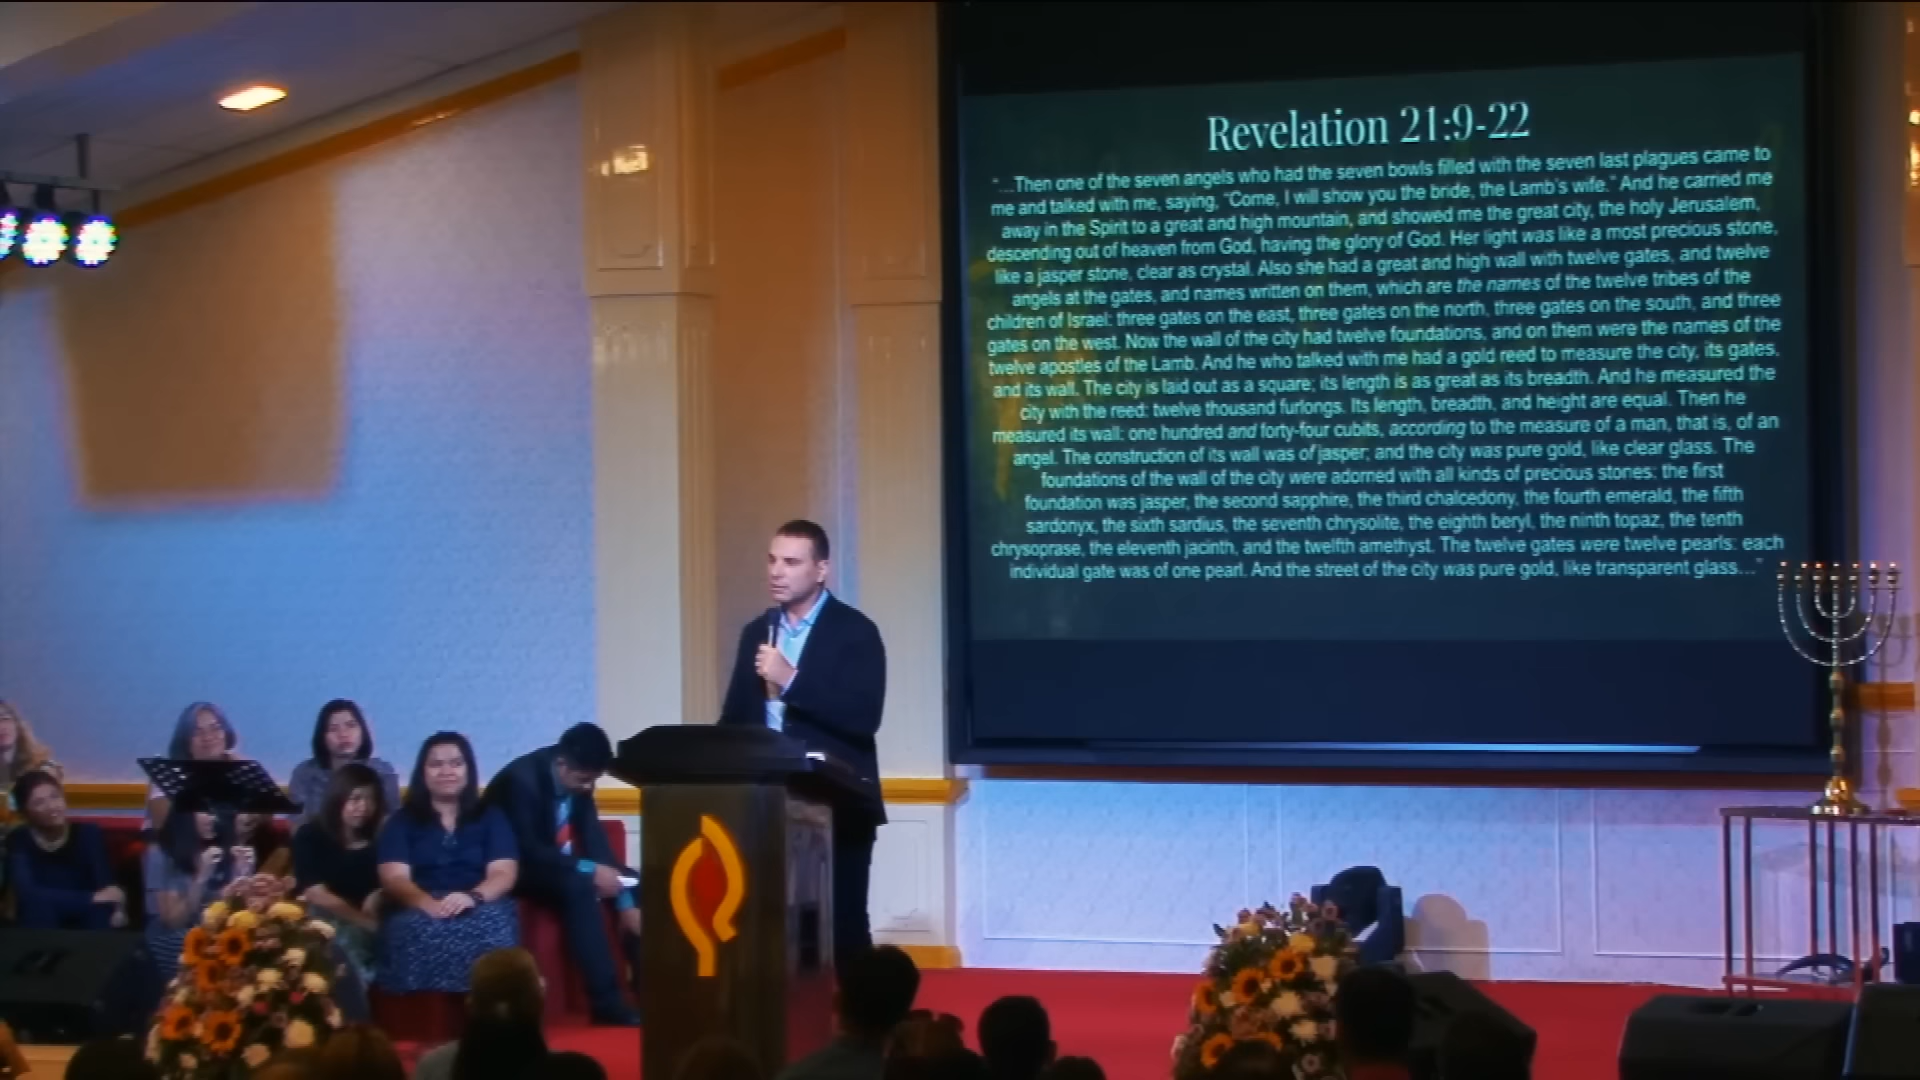 Revelation 21:9-22
"...Then one of the seven angels who had the seven bowls filled with the seven last plagues came to
me and talked with me, saying, "Come, I will show you the bride, the Lamb's wife." And he carried me
away in the Spirit to a great and high mountain, and showed me the great city, the holy Jerusalem,
descending out of heaven from God, having the glory of God. Her light was like a most precious stone,
like a jasper stone, clear as crystal. Also she had a great and high wall with twelve gates, and twelve
angels at the gates, and names written on them, which are the names of the twelve tribes of the
children of Israel: three gates on the east, three gates on the north, three gates on the south, and three
gates on the west. Now the wall of the city had twelve foundations, and on them were the names of the
twelve apostles of the Lamb. And he who talked with me had a gold reed to measure the city, its gates,
and its wall. The city is laid out as a square; its length is as great as its breadth. And he measured the
city with the reed: twelve thousand furlongs. Its length, breadth, and height are equal. Then he
measured its wall: one hundred and forty-four cubits, according to the measure of a man, that is, of an
angel. The construction of its wall was of jasper; and the city was pure gold, like clear glass. The
foundations of the wall of the city were adorned with all kinds of precious stones: the first
foundation was jasper, the second sapphire, the third chalcedony, the fourth emerald, the fifth
sardonyx, the sixth sardius, the seventh chrysolite, the eighth beryl, the ninth topaz, the tenth
chrysoprase, the eleventh jacinth, and the twelfth amethyst. The twelve gates were twelve pearls: each
individual gate was of one pearl. And the street of the city was pure gold, like transparent glass..."